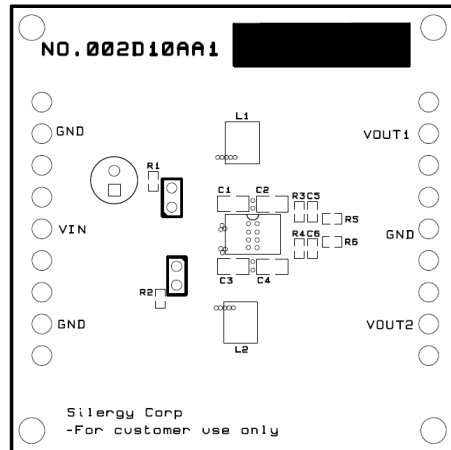 NO.002D10AA1
L1
GND
VOUT1
R1
C1 C2
R3 C5
R5
VIN
GND
R4 C6
R6
C3 C4
R2
GND
VOUT2
L2
Silergy Corp
-For customer use only